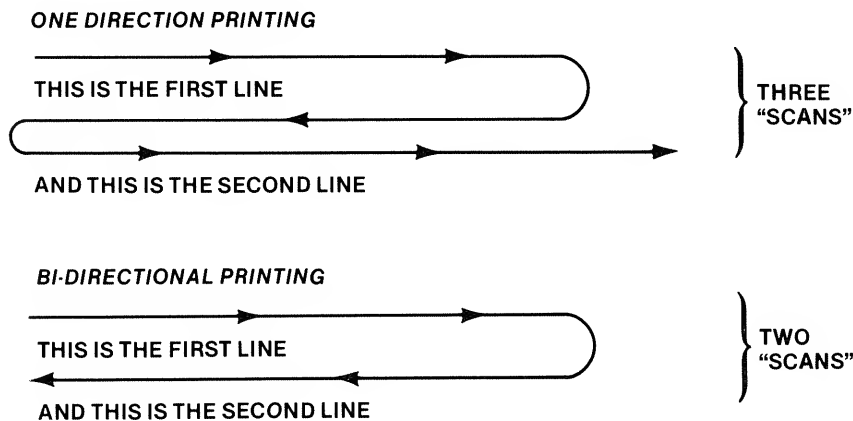 ONE DIRECTION PRINTING
THIS IS THE FIRST LINE
THREE
"SCANS"
AND THIS IS THE SECOND LINE
BI-DIRECTIONAL PRINTING
THIS IS THE FIRST LINE
TWO
"SCANS"
AND THIS IS THE SECOND LINE